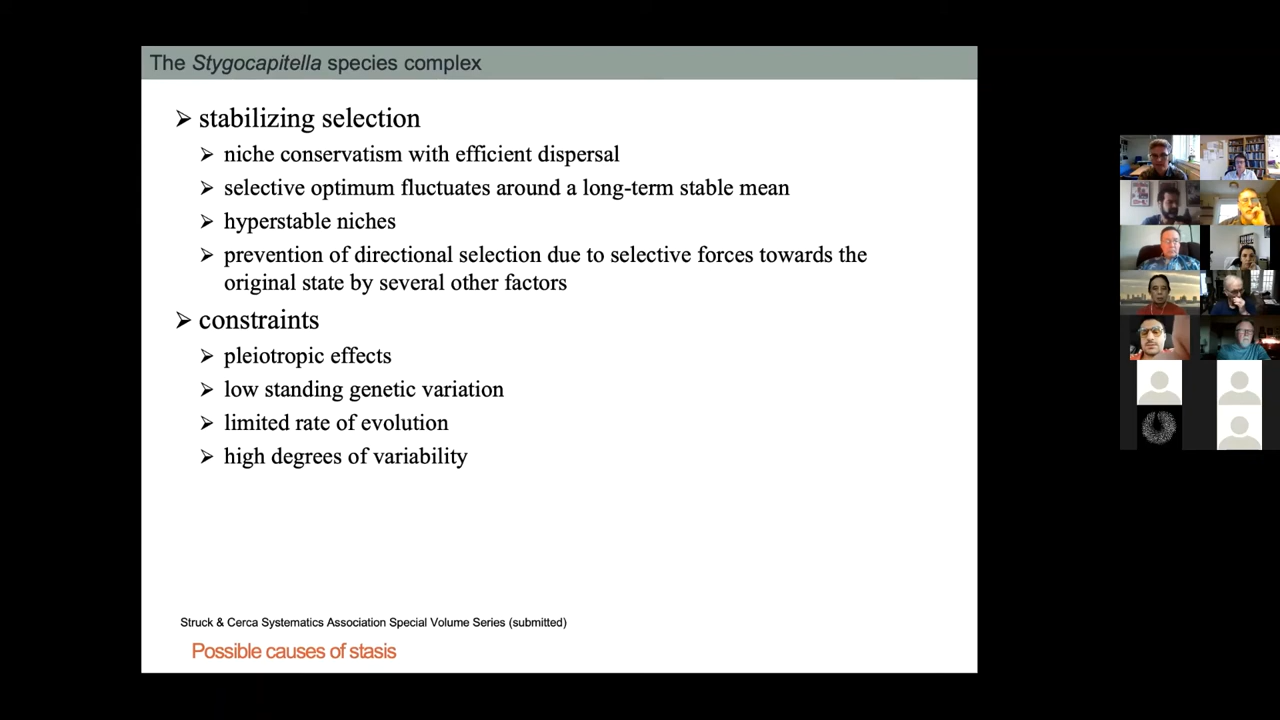 The Stygocapitella species complex
➢ stabilizing selection
➢ niche conservatism with efficient dispersal
➢ selective optimum fluctuates around a long-term stable mean
➢ hyperstable niches
➢ prevention of directional selection due to selective forces towards the
original state by several other factors
➢ constraints
➢ pleiotropic effects
➢ low standing genetic variation
➢ limited rate of evolution
➢ high degrees of variability
Struck & Cerca Systematics Association Special Volume Series (submitted)
Possible causes of stasis